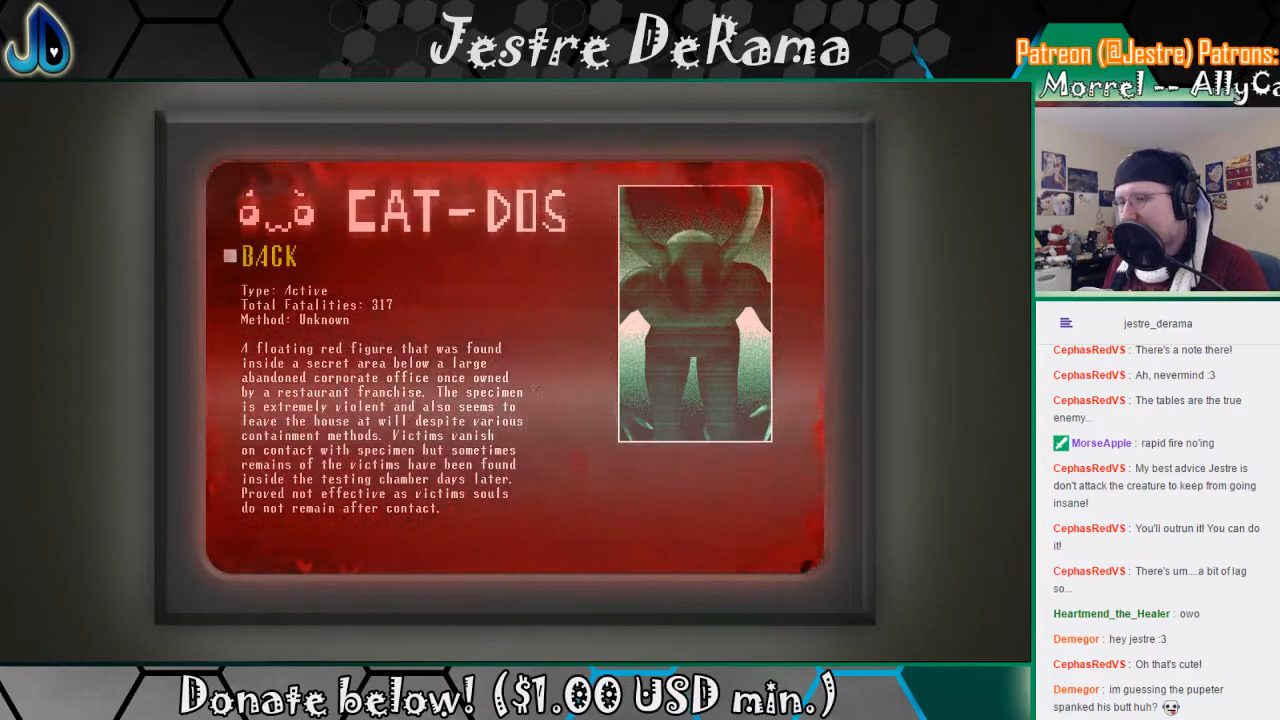 JD
Jestre DeRama
Patreon (@Jestre) Patrons:
Morrel -- AllyCa
CAT-DOS
BACK
Type: Active
Total Fatalities: 317
Method: Unknown
A floating red figure that was found
inside a secret area below a large
abandoned corporate office once owned
by a restaurant franchise. The specimen
is extremely violent and also seems to
leave the house at will despite various
containment methods. Victims vanish
on contact with specimen but sometimes
remains of the victims have been found
inside the testing chamber days later.
Proved not effective as victims souls
do not remain after contact.
jestre_derama
CephasRedVS : There's a note there!
CephasRedVS : Ah, nevermind :3
CephasRedVS : The tables are the true
enemy...
MorseApple : rapid fire no'ing
CephasRedVS : My best advice Jestre is
don't attack the creature to keep from going
insane!
CephasRedVS : You'll outrun it! You can do
it!
CephasRedVS : There's um....a bit of lag
so...
Heartmend_the_Healer : owo
Demegor : hey jestre :3
CephasRedVS : Oh that's cute!
Demegor : im guessing the pupeter
spanked his butt huh?
Donate below! ($1.00 USD min.)